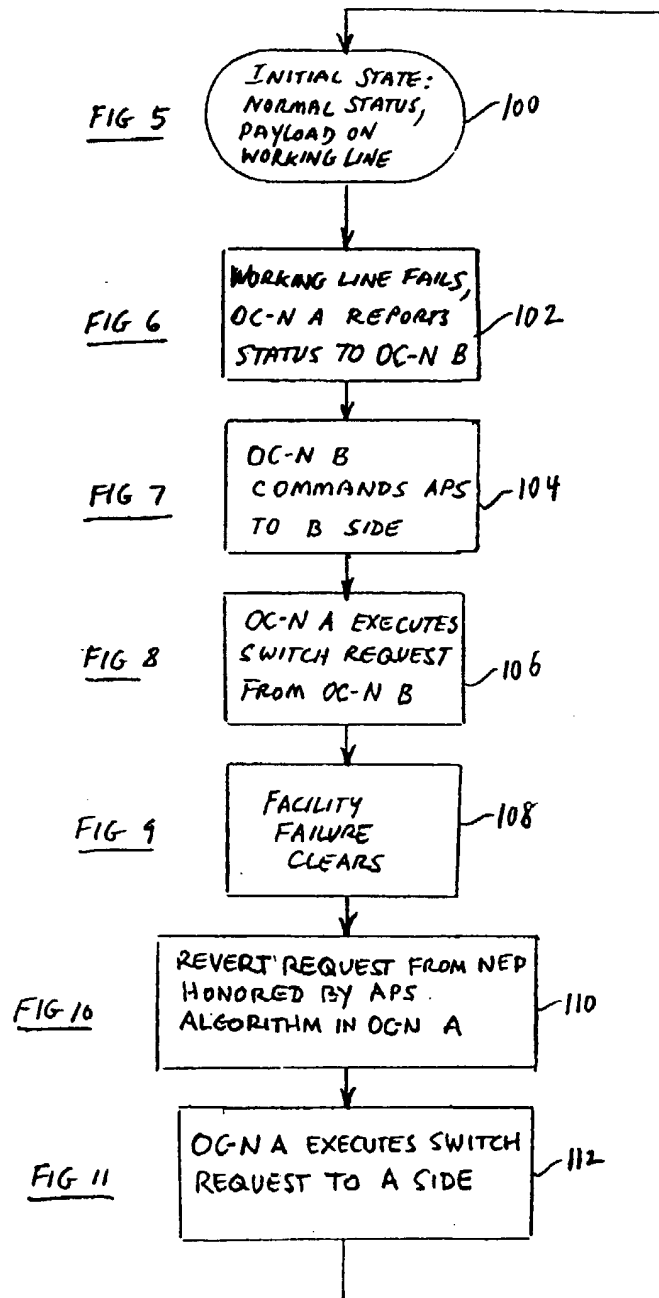 INITIAL STATE:
NORMAL STATUS,
PAYLOAD ON
WORKING LINE
100
FIG 5
WORKING LINE FAILS,
OC-N A REPORTS
STATUS TO OC-N B
102
FIG 6
OC-N B
COMMANDS APS
TO B SIDE
104
FIG 7
OC-N A EXECUTES
SWITCH REQUEST
FROM OC-N B
106
FIG 8
FACILITY
FAILURE
CLEARS
108
FIG 9
REVERT REQUEST FROM NEP
HONORED BY APS
ALGORITHM IN OC-N A
110
FIG 10
OC-N A EXECUTES SWITCH
REQUEST TO A SIDE
112
FIG 11